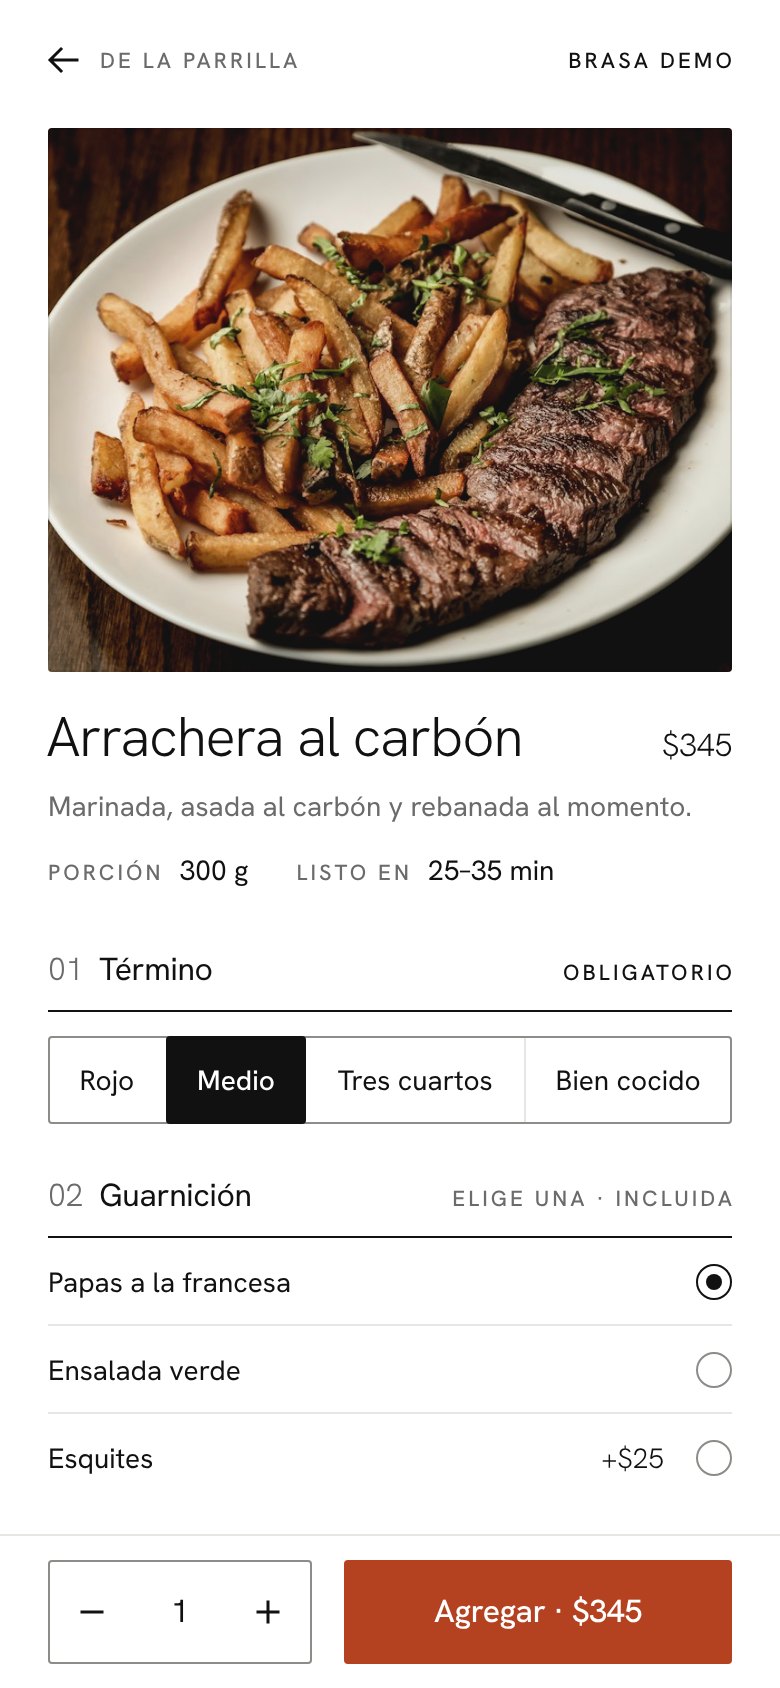 DE LA PARRILLA BRASA DEMO
Arrachera al carbón $345
Marinada, asada al carbón y rebanada al momento.
PORCIÓN 300 g LISTO EN 25–35 min
01 Término OBLIGATORIO
Rojo Medio Tres cuartos Bien cocido
02 Guarnición ELIGE UNA · INCLUIDA
Papas a la francesa
Ensalada verde
Esquites +$25
− 1 + Agregar · $345